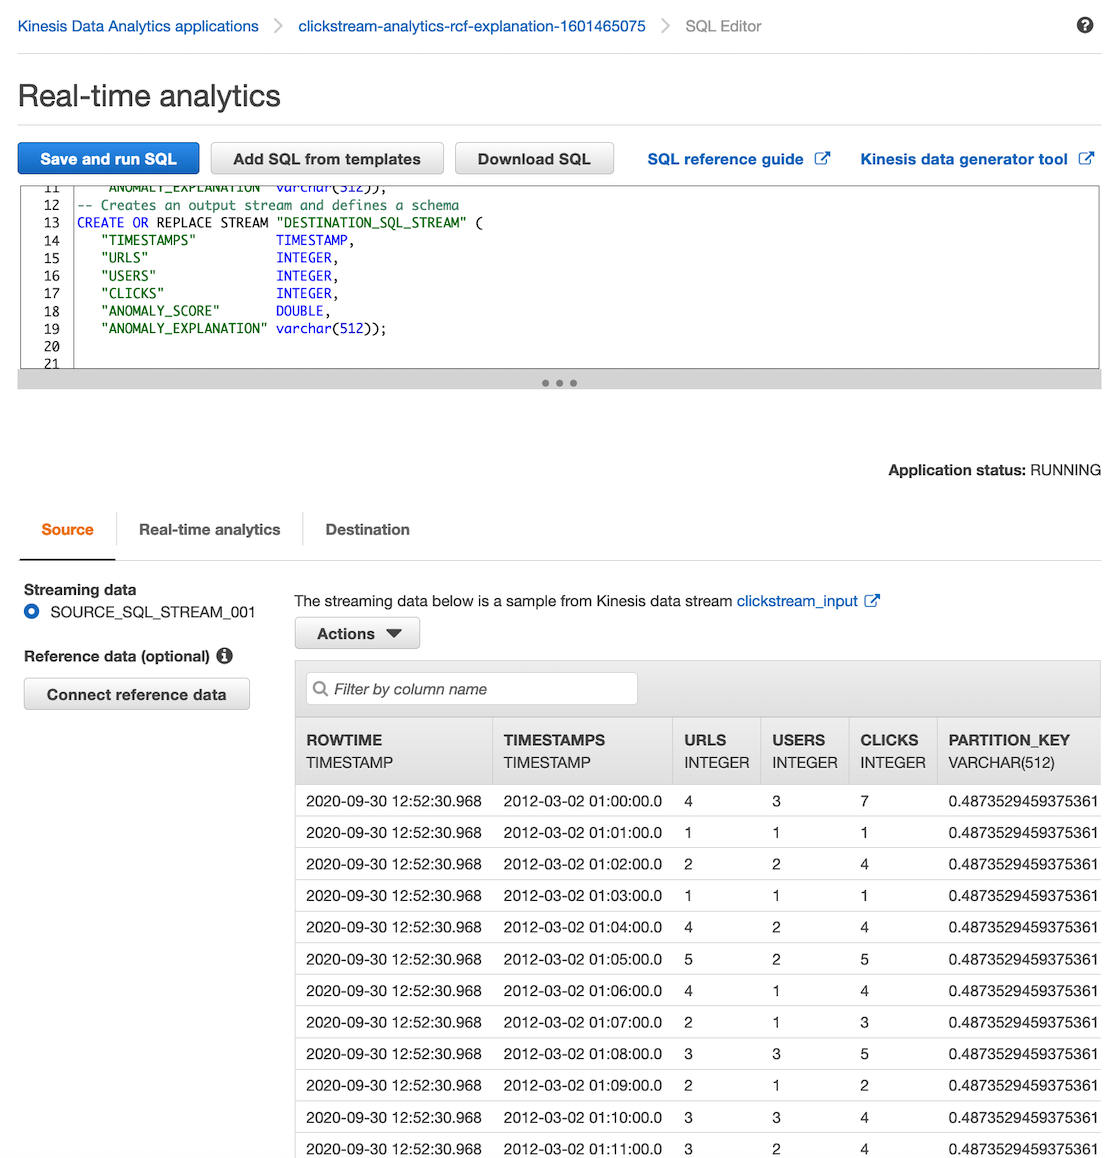 Kinesis Data Analytics applications > clickstream-analytics-rcf-explanation-1601465075 > SQL Editor
Real-time analytics
Save and run SQL Add SQL from templates Download SQL SQL reference guide Kinesis data generator tool
11 "ANOMALY_EXPLANATION" varchar(512));
12 -- Creates an output stream and defines a schema
13 CREATE OR REPLACE STREAM "DESTINATION_SQL_STREAM" (
14 "TIMESTAMPS" TIMESTAMP,
15 "URLS" INTEGER,
16 "USERS" INTEGER,
17 "CLICKS" INTEGER,
18 "ANOMALY_SCORE" DOUBLE,
19 "ANOMALY_EXPLANATION" varchar(512));
20
21
Application status: RUNNING
Source Real-time analytics Destination
Streaming data
SOURCE_SQL_STREAM_001
Reference data (optional)
Connect reference data
The streaming data below is a sample from Kinesis data stream clickstream_input
Actions
Filter by column name
ROWTIME TIMESTAMPS URLS USERS CLICKS PARTITION_KEY
TIMESTAMP TIMESTAMP INTEGER INTEGER INTEGER VARCHAR(512)
2020-09-30 12:52:30.968 2012-03-02 01:00:00.0 4 3 7 0.4873529459375361
2020-09-30 12:52:30.968 2012-03-02 01:01:00.0 1 1 1 0.4873529459375361
2020-09-30 12:52:30.968 2012-03-02 01:02:00.0 2 2 4 0.4873529459375361
2020-09-30 12:52:30.968 2012-03-02 01:03:00.0 1 1 1 0.4873529459375361
2020-09-30 12:52:30.968 2012-03-02 01:04:00.0 4 2 4 0.4873529459375361
2020-09-30 12:52:30.968 2012-03-02 01:05:00.0 5 2 5 0.4873529459375361
2020-09-30 12:52:30.968 2012-03-02 01:06:00.0 4 1 4 0.4873529459375361
2020-09-30 12:52:30.968 2012-03-02 01:07:00.0 2 1 3 0.4873529459375361
2020-09-30 12:52:30.968 2012-03-02 01:08:00.0 3 3 5 0.4873529459375361
2020-09-30 12:52:30.968 2012-03-02 01:09:00.0 2 1 2 0.4873529459375361
2020-09-30 12:52:30.968 2012-03-02 01:10:00.0 3 3 4 0.4873529459375361
2020-09-30 12:52:30.968 2012-03-02 01:11:00.0 3 2 4 0.4873529459375361